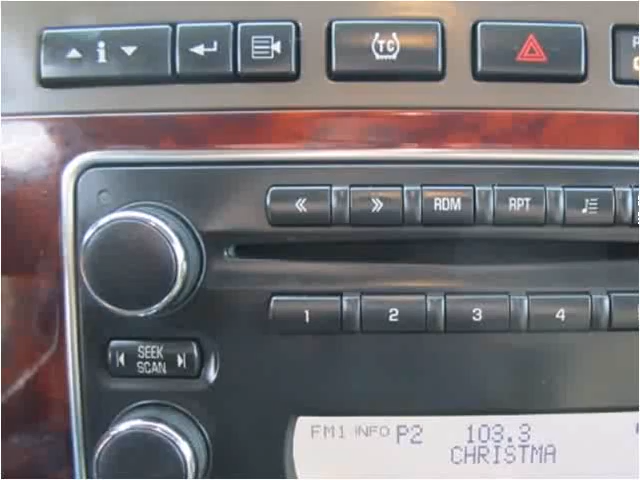 i
TC
RDM RPT
1 2 3 4
SEEK
SCAN
FM1 INFO P2 103.3
CHRISTMA